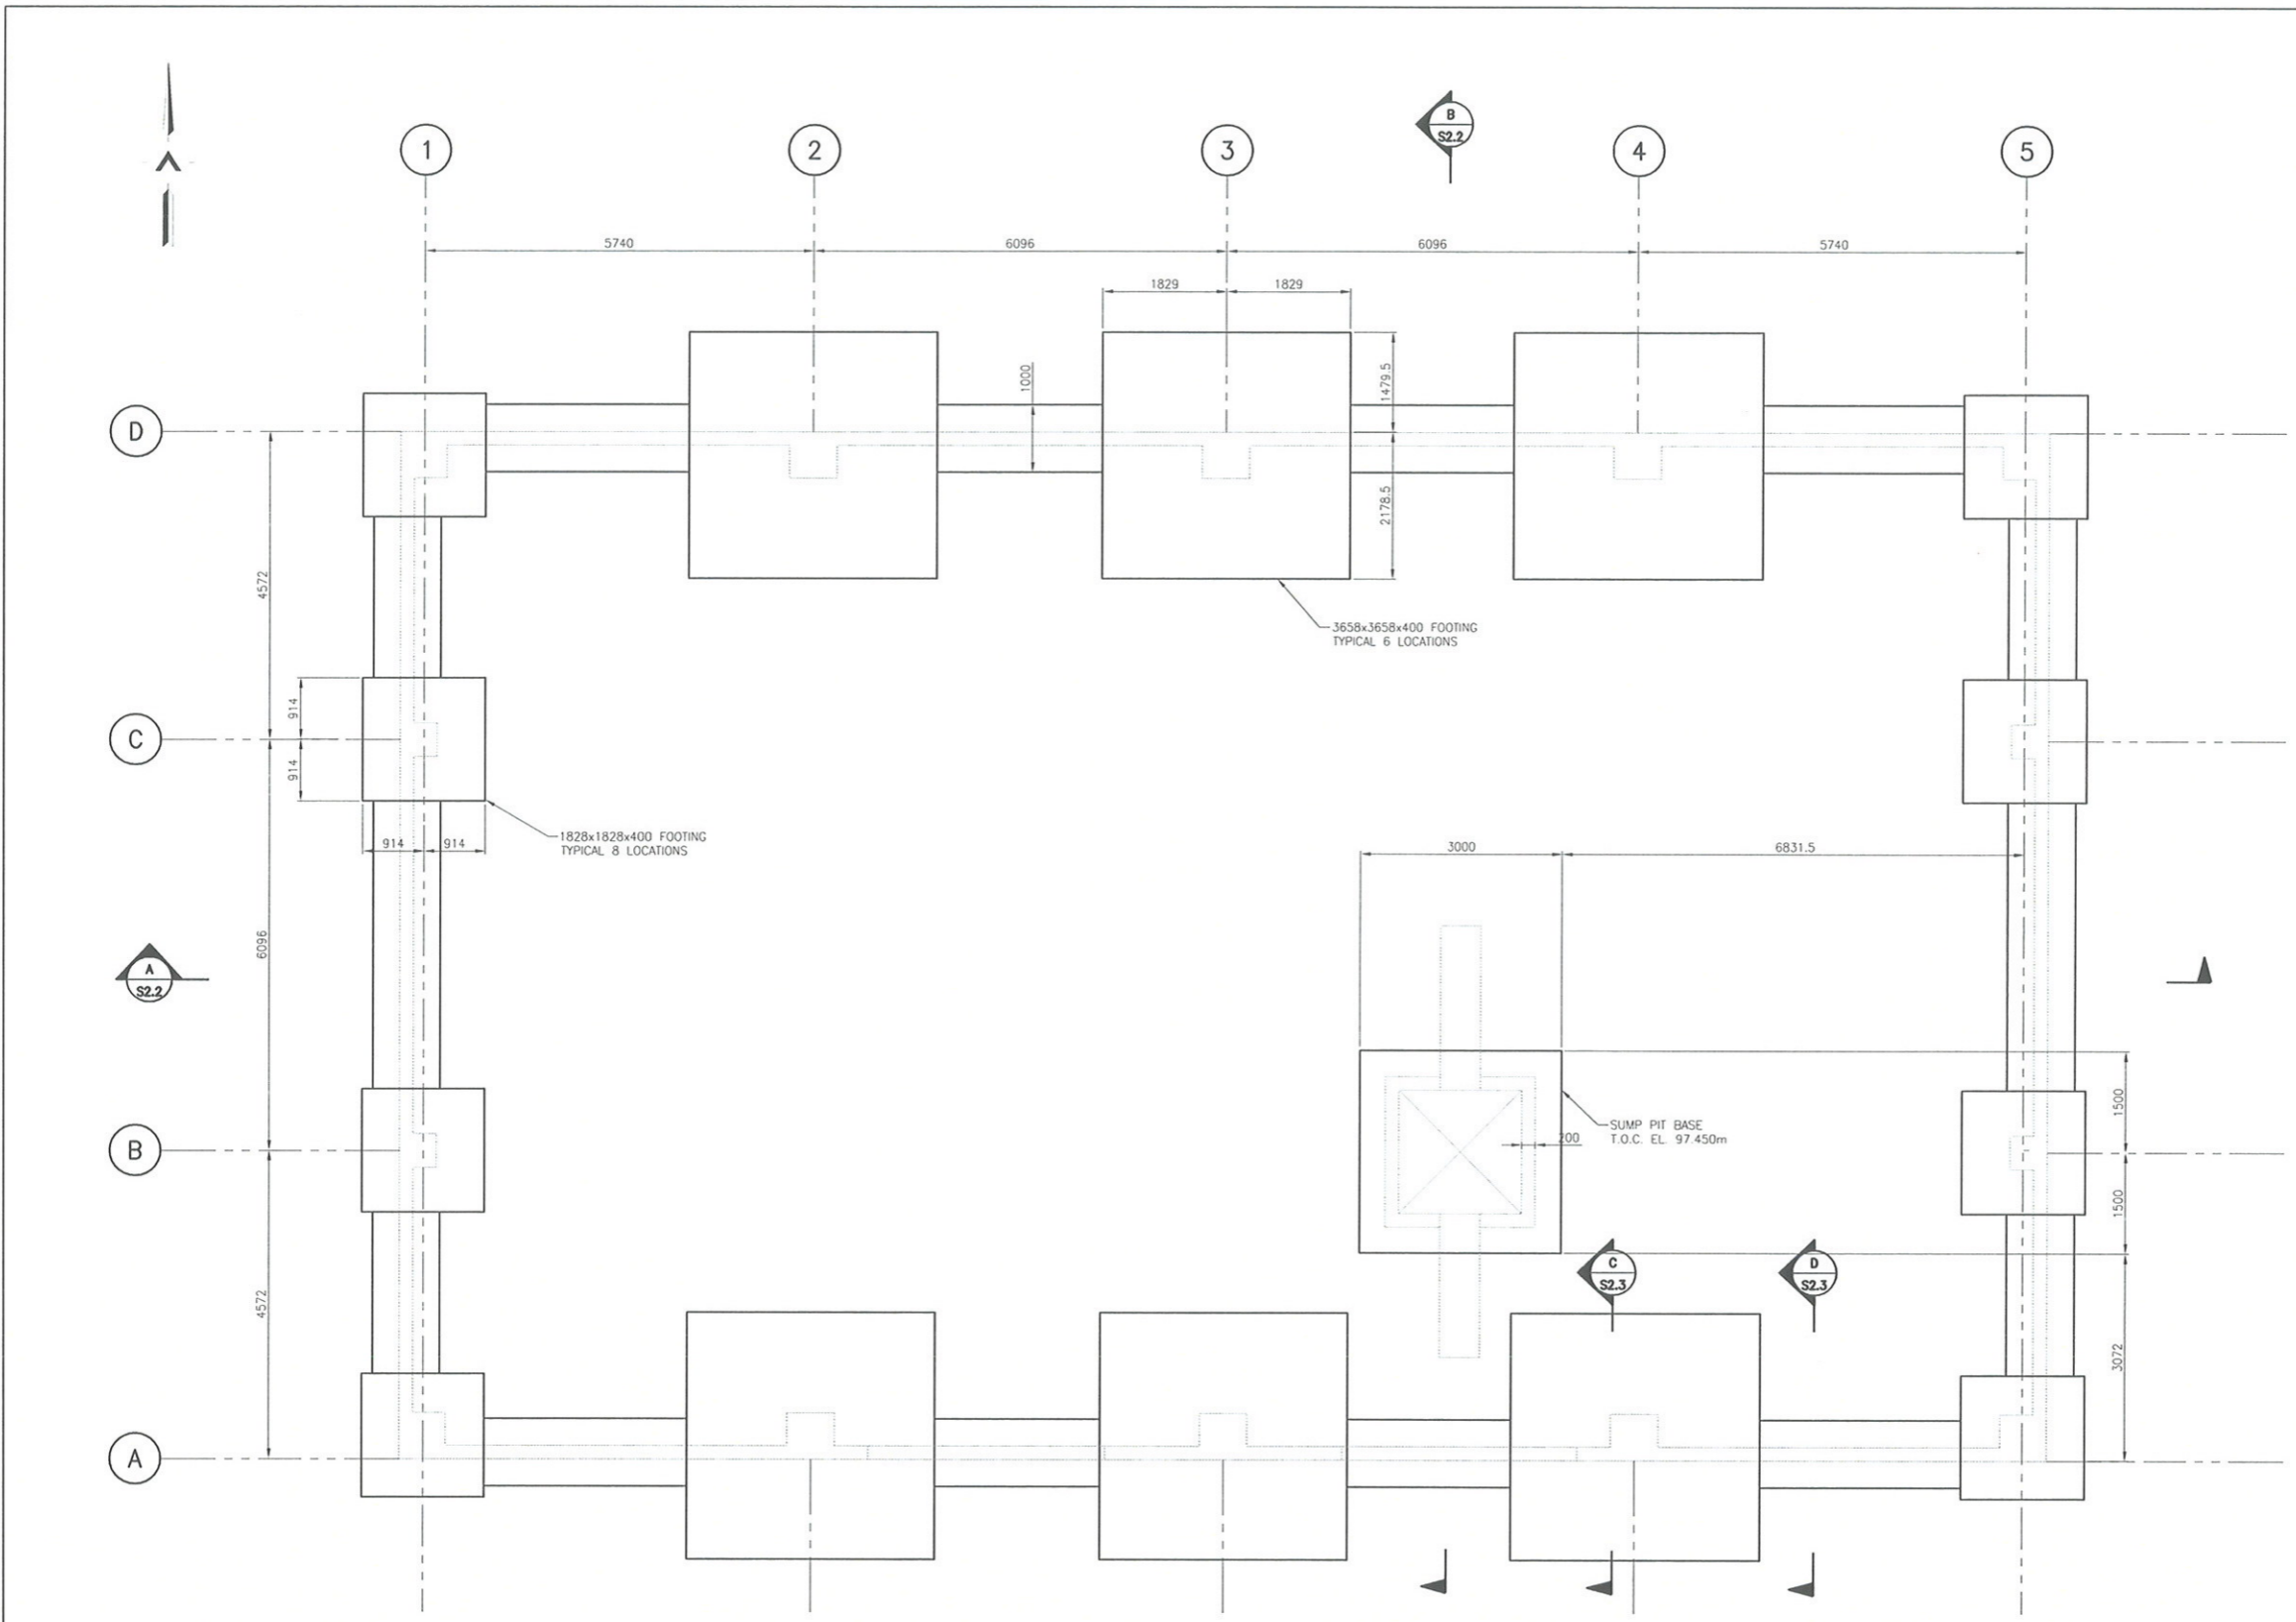 B
S2.2
1
2
3
4
5
5740
6096
6096
5740
1829
1829
1000
1479.5
D
2178.5
4572
3658x3658x400 FOOTING
TYPICAL 6 LOCATIONS
914
C
914
1828x1828x400 FOOTING
TYPICAL 8 LOCATIONS
914
914
3000
6831.5
6096
A
S2.2
1500
SUMP PIT BASE
T.O.C. EL. 97.450m
200
B
1500
C
S2.3
D
S2.3
4572
3072
A